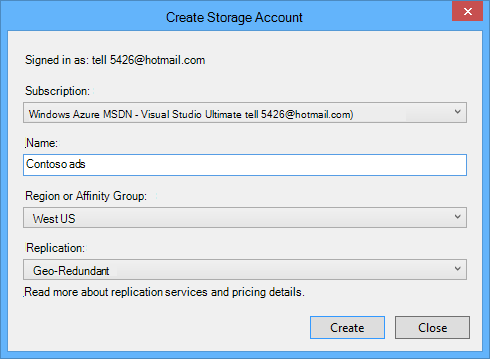 Create Storage Account
Signed in as: tell 5426@hotmail.com
Subscription:
Windows Azure MSDN - Visual Studio Ultimate tell 5426@hotmail.com)
Name:
Contoso ads
Region or Affinity Group:
West US
Replication:
Geo-Redundant
Read more about replication services and pricing details.
Create Close